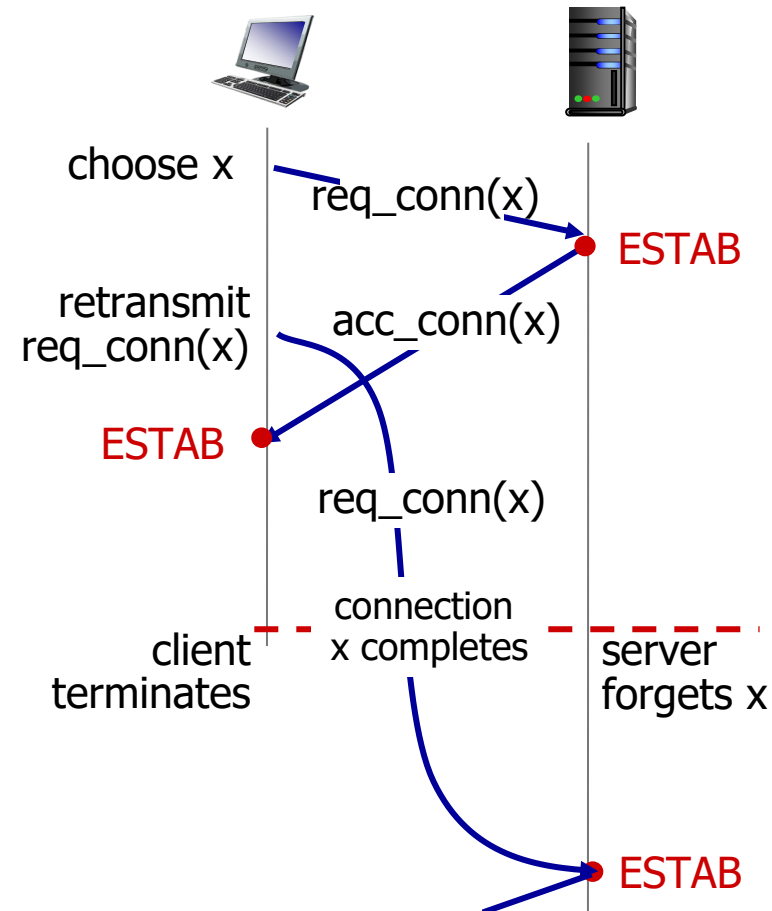 choose x
req_conn(x)
ESTAB
retransmit
req_conn(x)
acc_conn(x)
ESTAB
req_conn(x)
connection
x completes
client
terminates
server
forgets x
ESTAB